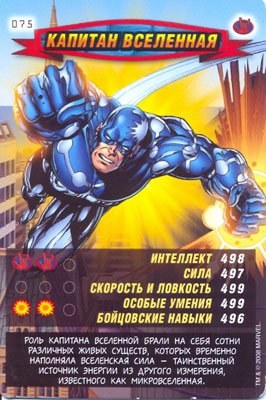 075
КАПИТАН ВСЕЛЕННАЯ
ИНТЕЛЛЕКТ 498
СИЛА 497
СКОРОСТЬ И ЛОВКОСТЬ 499
ОСОБЫЕ УМЕНИЯ 499
БОЙЦОВСКИЕ НАВЫКИ 496
РОЛЬ КАПИТАНА ВСЕЛЕННОЙ БРАЛИ НА СЕБЯ СОТНИ
РАЗЛИЧНЫХ ЖИВЫХ СУЩЕСТВ, КОТОРЫХ ВРЕМЕННО
НАПОЛНЯЛА ВСЕЛЕНСКАЯ СИЛА – ТАИНСТВЕННЫЙ
ИСТОЧНИК ЭНЕРГИИ ИЗ ДРУГОГО ИЗМЕРЕНИЯ,
ИЗВЕСТНОГО КАК МИКРОВСЕЛЕННАЯ.
TM & © 2008 MARVEL